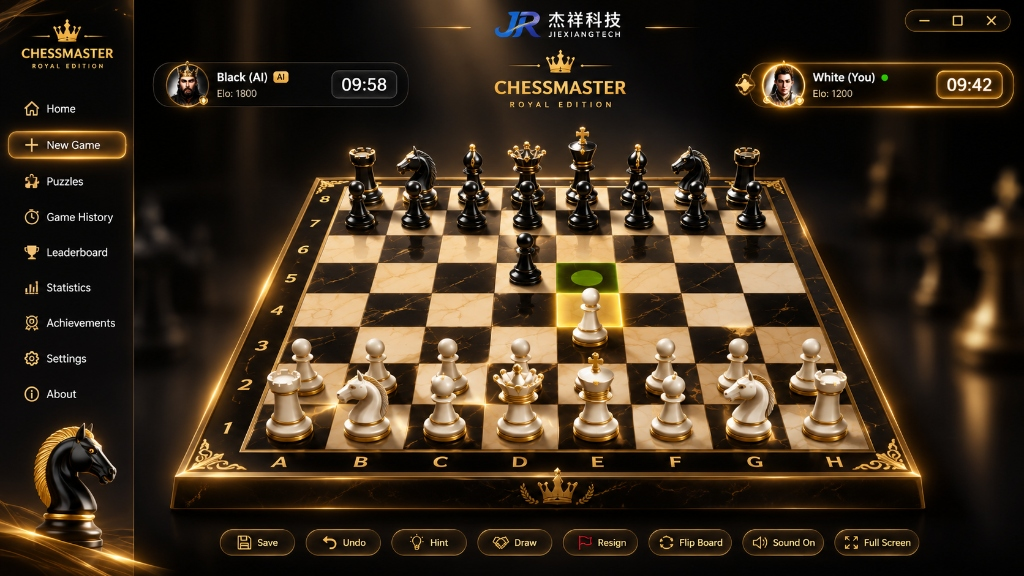 CHESSMASTER
ROYAL EDITION
Home
New Game
Puzzles
Game History
Leaderboard
Statistics
Achievements
Settings
About
JR 杰祥科技
JIEXIANGTECH
CHESSMASTER
ROYAL EDITION
Black (AI) AI
Elo: 1800
09:58
White (You)
Elo: 1200
09:42
8
7
6
5
4
3
2
1
A B C D E F G H
Save Undo Hint Draw Resign Flip Board Sound On Full Screen